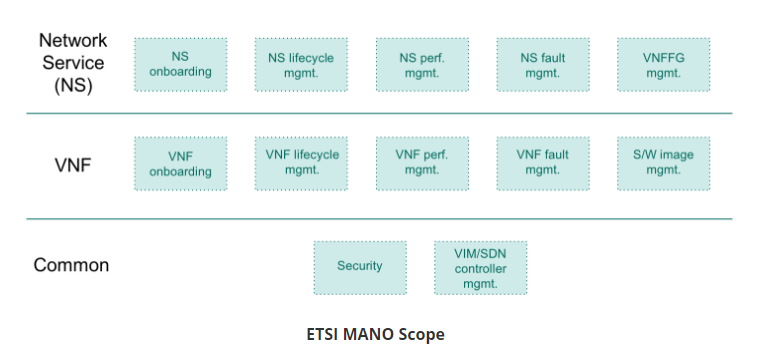 Network
Service
(NS)
NS
onboarding
NS lifecycle
mgmt.
NS perf.
mgmt.
NS fault
mgmt.
VNFFG
mgmt.
VNF
VNF
onboarding
VNF lifecycle
mgmt.
VNF perf.
mgmt.
VNF fault
mgmt.
S/W image
mgmt.
Common
Security
VIM/SDN
controller
mgmt.
ETSI MANO Scope